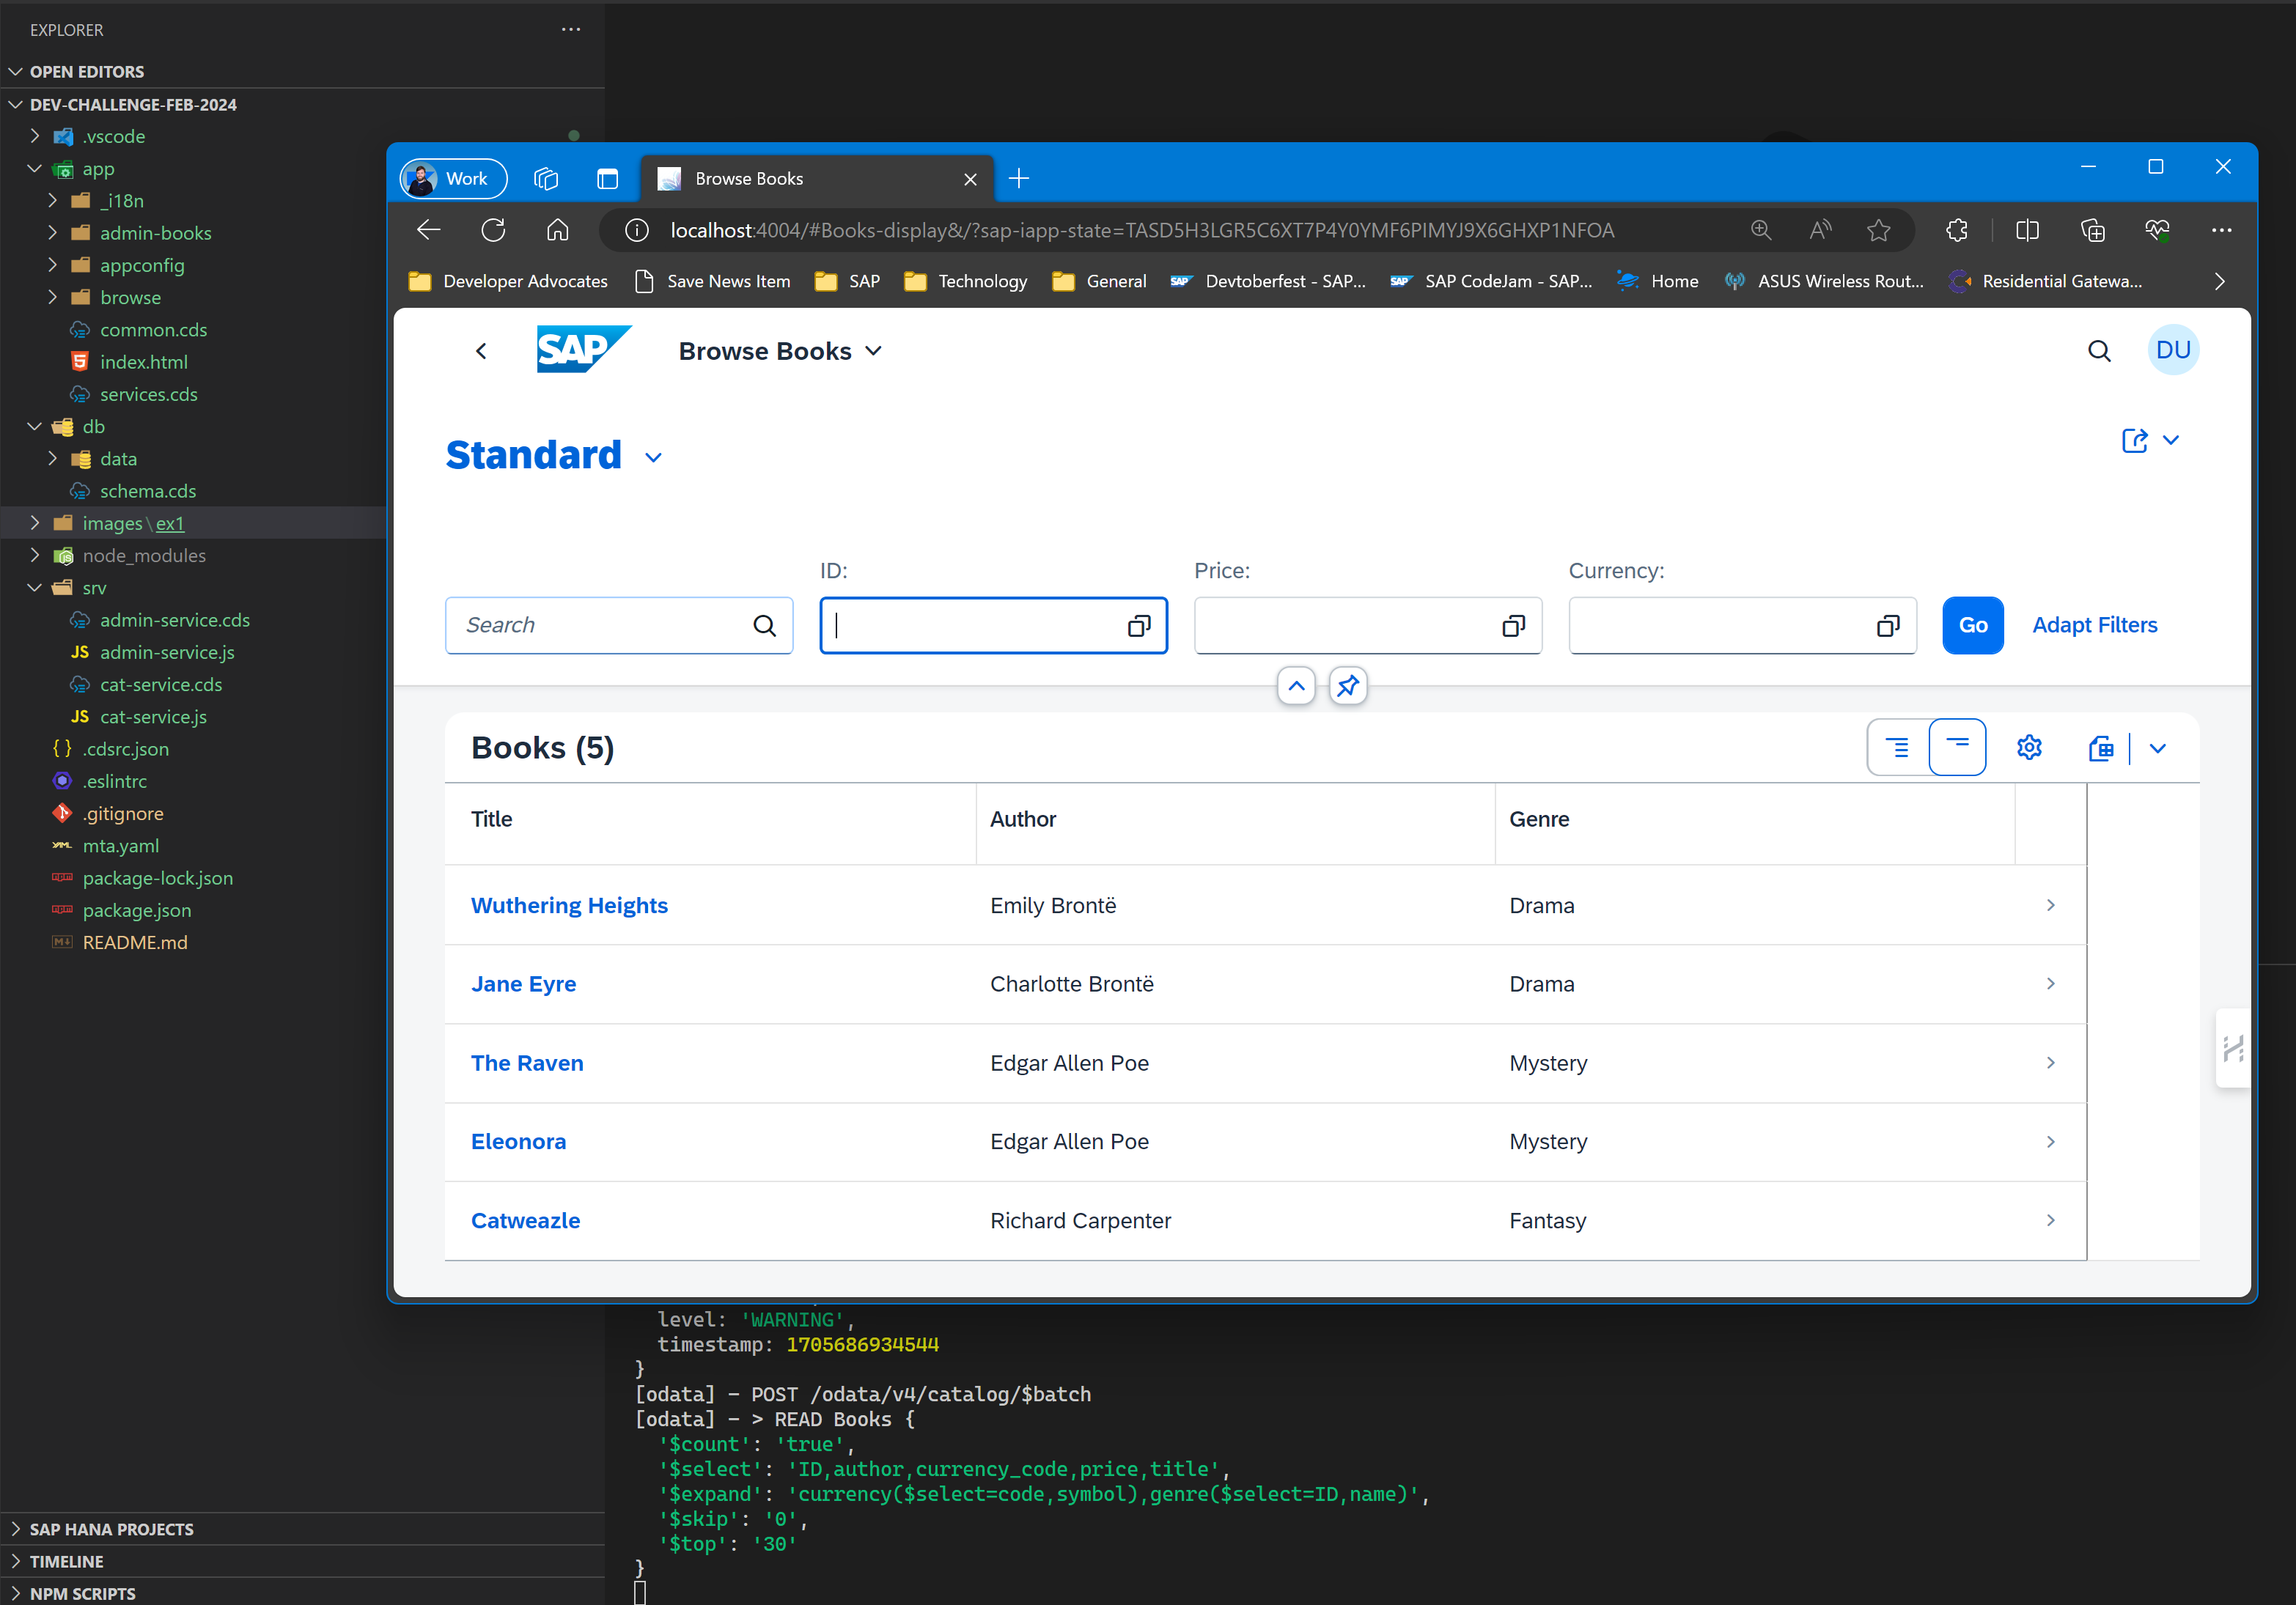 EXPLORER
OPEN EDITORS
DEV-CHALLENGE-FEB-2024
.vscode
app
_i18n
admin-books
appconfig
browse
common.cds
index.html
services.cds
db
data
schema.cds
images\ex1
node_modules
srv
admin-service.cds
admin-service.js
cat-service.cds
cat-service.js
.cdsrc.json
.eslintrc
.gitignore
mta.yaml
package-lock.json
package.json
README.md
SAP HANA PROJECTS
TIMELINE
NPM SCRIPTS
Work
Browse Books
localhost:4004/#Books-display&/?sap-iapp-state=TASD5H3LGR5C6XT7P4Y0YMF6PIMYJ9X6GHXP1NFOA
Developer Advocates Save News Item SAP Technology General Devtoberfest - SAP... SAP CodeJam - SAP... Home ASUS Wireless Rout... Residential Gatewa...
SAP Browse Books DU
Standard
ID: Price: Currency:
Search Go Adapt Filters
Books (5)
Title Author Genre
Wuthering Heights Emily Brontë Drama
Jane Eyre Charlotte Brontë Drama
The Raven Edgar Allen Poe Mystery
Eleonora Edgar Allen Poe Mystery
Catweazle Richard Carpenter Fantasy
level: 'WARNING',
timestamp: 1705686934544
}
[odata] - POST /odata/v4/catalog/$batch
[odata] - > READ Books {
'$count': 'true',
'$select': 'ID,author,currency_code,price,title',
'$expand': 'currency($select=code,symbol),genre($select=ID,name)',
'$skip': '0',
'$top': '30'
}